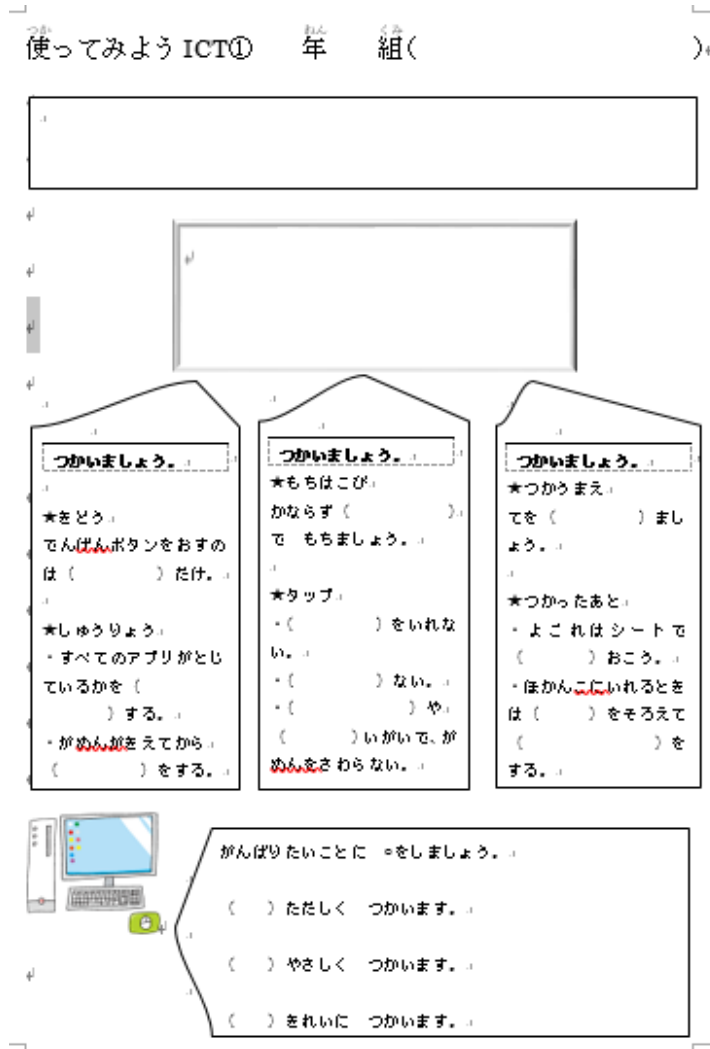 使ってみようICT① 年 組( )
つかいましょう。
★きどう
でんげんボタンをおすの
は( )だけ。
★しゅうりょう
・すべてのアプリがとじ
ているかを(
)する。
・がめんがきえてから
( )をする。
つかいましょう。
★もちはこび
かならず( )
で もちましょう。
★タップ
・( )をいれな
い。
・( )ない。
・( )や
( )いがいで、が
めんをさわらない。
つかいましょう。
★つかうまえ
てを( )まし
ょう。
★つかったあと
・よごれはシートで
( )おこう。
・ほかんこにいれるとき
は( )をそろえて
( )を
する。
がんばりたいことに ○をしましょう。
( )ただしく つかいます。
( )やさしく つかいます。
( )きれいに つかいます。